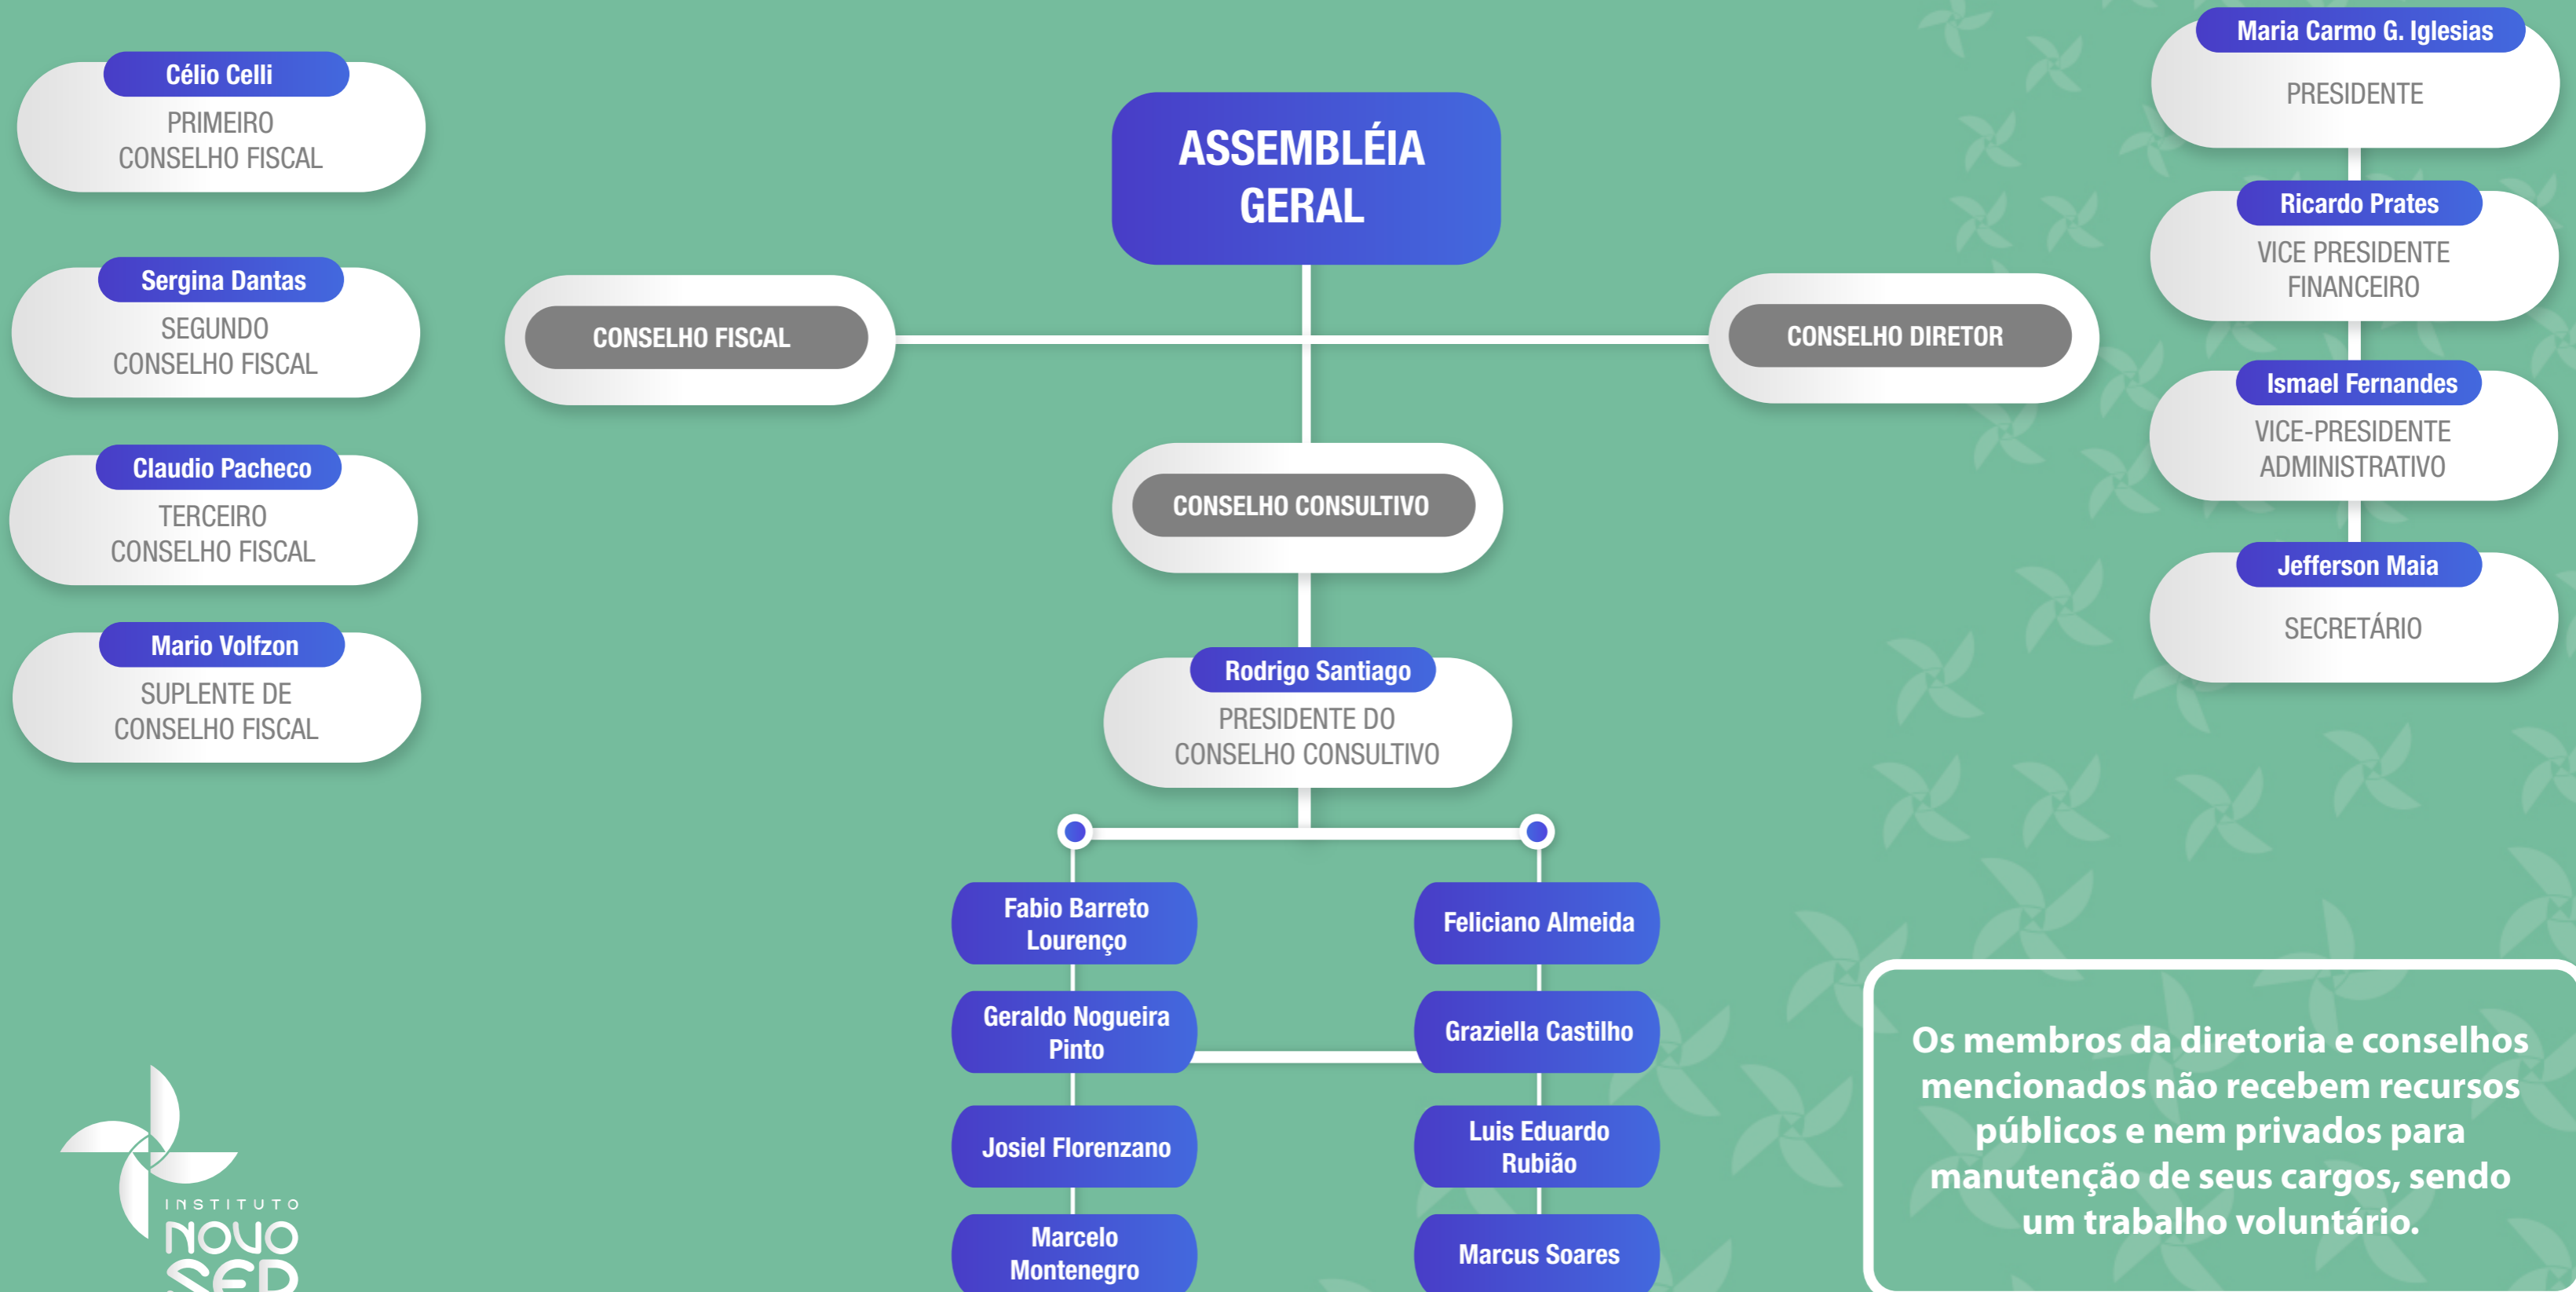 Célio Celli
PRIMEIRO
CONSELHO FISCAL
Sergina Dantas
SEGUNDO
CONSELHO FISCAL
Claudio Pacheco
TERCEIRO
CONSELHO FISCAL
Mario Volfzon
SUPLENTE DE
CONSELHO FISCAL
ASSEMBLÉIA
GERAL
CONSELHO FISCAL
CONSELHO DIRETOR
CONSELHO CONSULTIVO
Rodrigo Santiago
PRESIDENTE DO
CONSELHO CONSULTIVO
Fabio Barreto
Lourenço
Geraldo Nogueira
Pinto
Josiel Florenzano
Marcelo
Montenegro
Feliciano Almeida
Graziella Castilho
Luis Eduardo
Rubião
Marcus Soares
Maria Carmo G. Iglesias
PRESIDENTE
Ricardo Prates
VICE PRESIDENTE
FINANCEIRO
Ismael Fernandes
VICE-PRESIDENTE
ADMINISTRATIVO
Jefferson Maia
SECRETÁRIO
Os membros da diretoria e conselhos
mencionados não recebem recursos
públicos e nem privados para
manutenção de seus cargos, sendo
um trabalho voluntário.
INSTITUTO
NOVO
SER